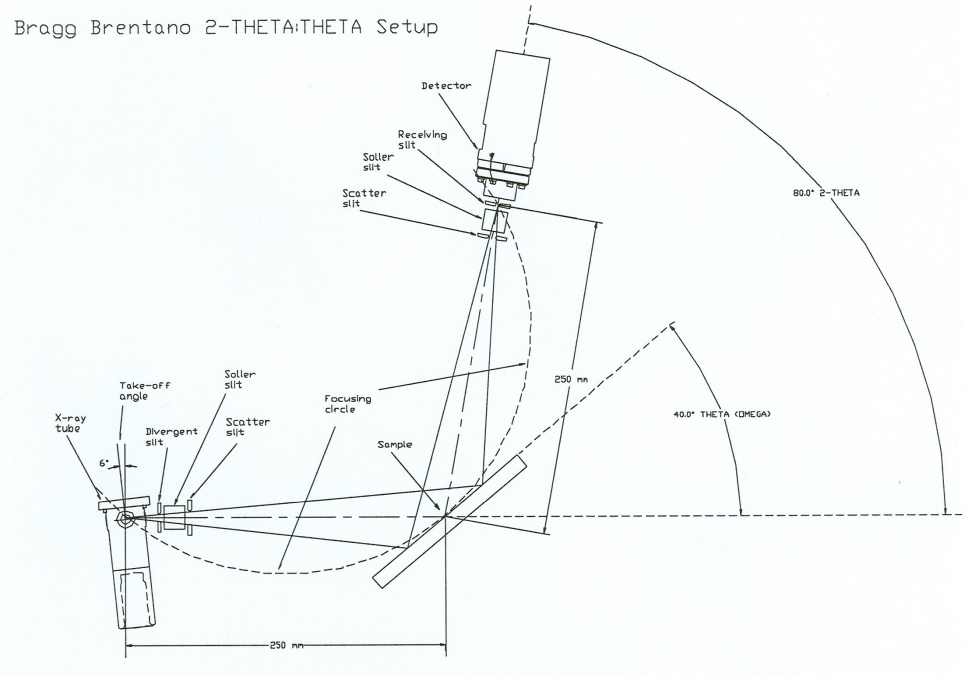 Bragg Brentano 2-THETA:THETA Setup
Detector
Receiving
slit
Soller
slit
Scatter
slit
80.0° 2-THETA
250 mm
40.0° THETA (OMEGA)
Take-off
angle
Soller
slit
X-ray
tube
Divergent
slit
Scatter
slit
Focusing
circle
Sample
6°
250 mm